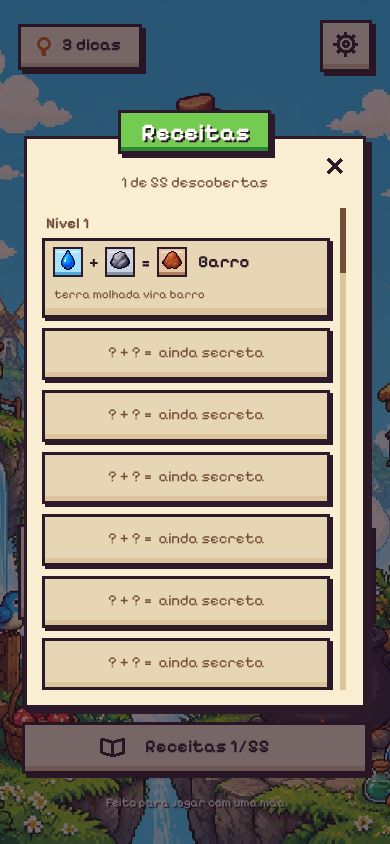 3 dicas
Receitas
1 de 55 descobertas
Nível 1
+ = Barro
terra molhada vira barro
? + ? = ainda secreta
? + ? = ainda secreta
? + ? = ainda secreta
? + ? = ainda secreta
? + ? = ainda secreta
? + ? = ainda secreta
Receitas 1/55
Feito para jogar com uma mão